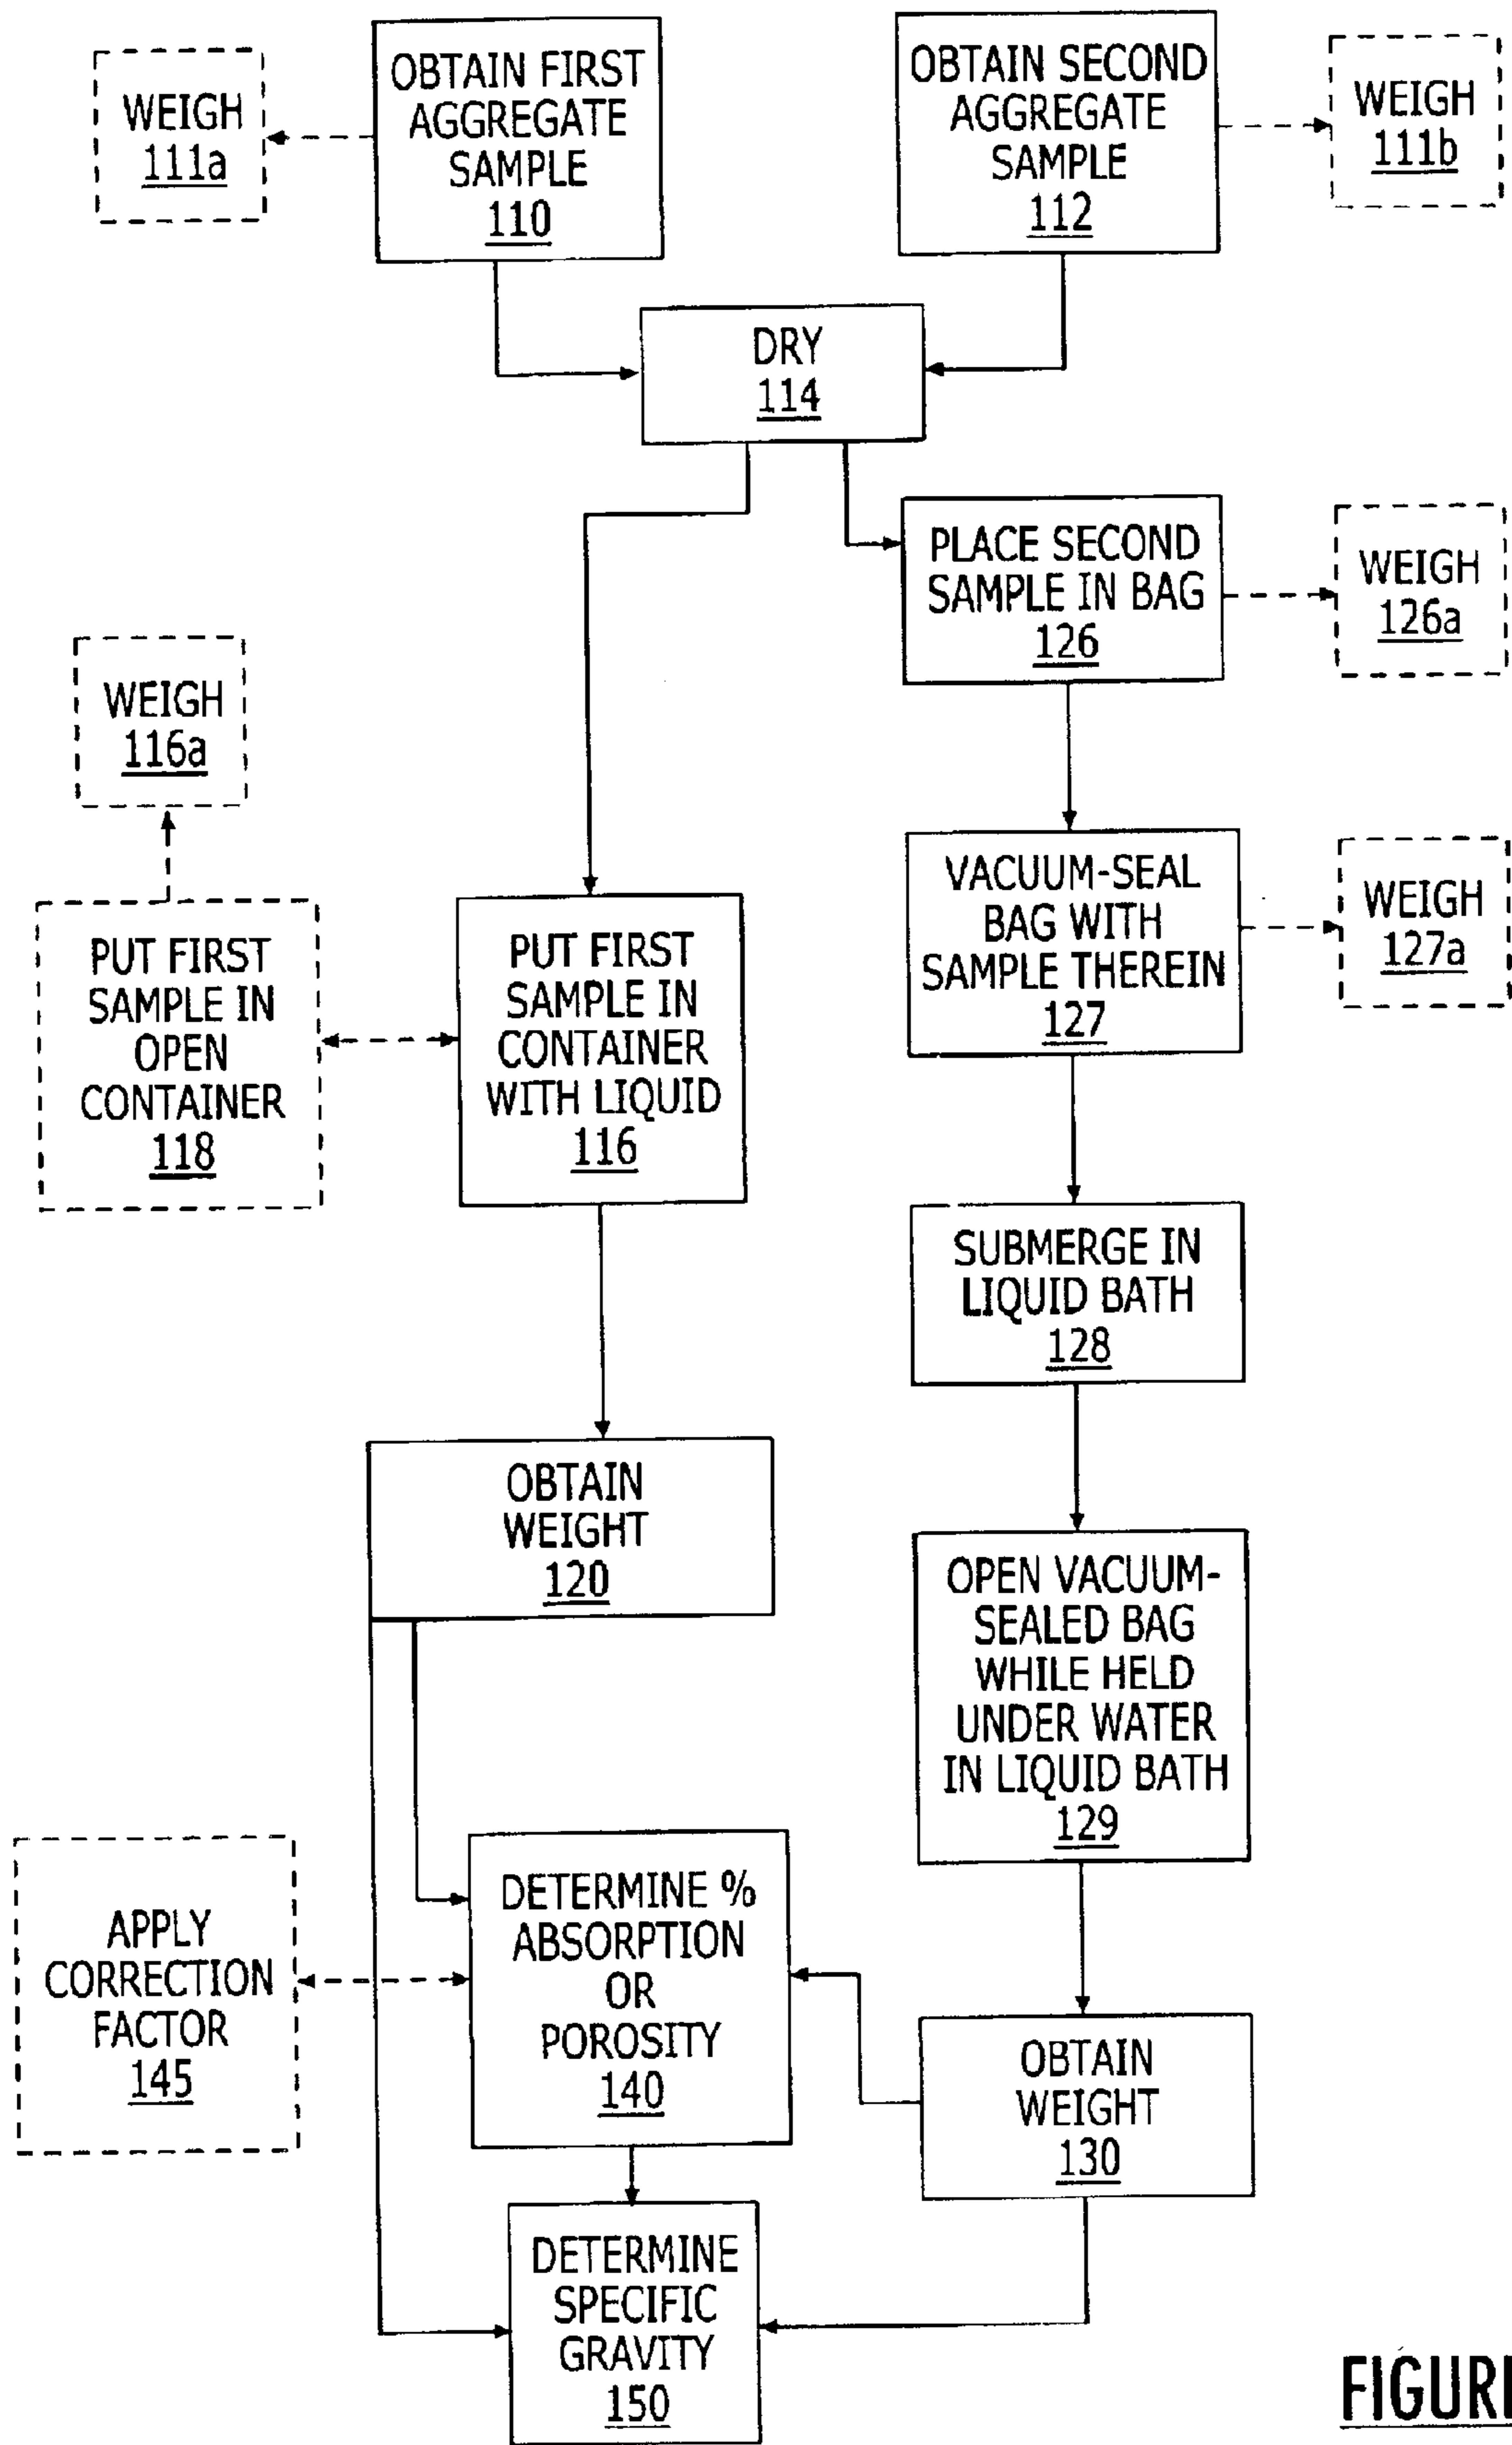 WEIGH
111a
OBTAIN FIRST
AGGREGATE
SAMPLE
110
OBTAIN SECOND
AGGREGATE
SAMPLE
112
WEIGH
111b
DRY
114
PLACE SECOND
SAMPLE IN BAG
126
WEIGH
126a
WEIGH
116a
VACUUM-SEAL
BAG WITH
SAMPLE THEREIN
127
WEIGH
127a
PUT FIRST
SAMPLE IN
OPEN
CONTAINER
118
PUT FIRST
SAMPLE IN
CONTAINER
WITH LIQUID
116
SUBMERGE IN
LIQUID BATH
128
OBTAIN
WEIGHT
120
OPEN VACUUM-
SEALED BAG
WHILE HELD
UNDER WATER
IN LIQUID BATH
129
APPLY
CORRECTION
FACTOR
145
DETERMINE %
ABSORPTION
OR
POROSITY
140
OBTAIN
WEIGHT
130
DETERMINE
SPECIFIC
GRAVITY
150